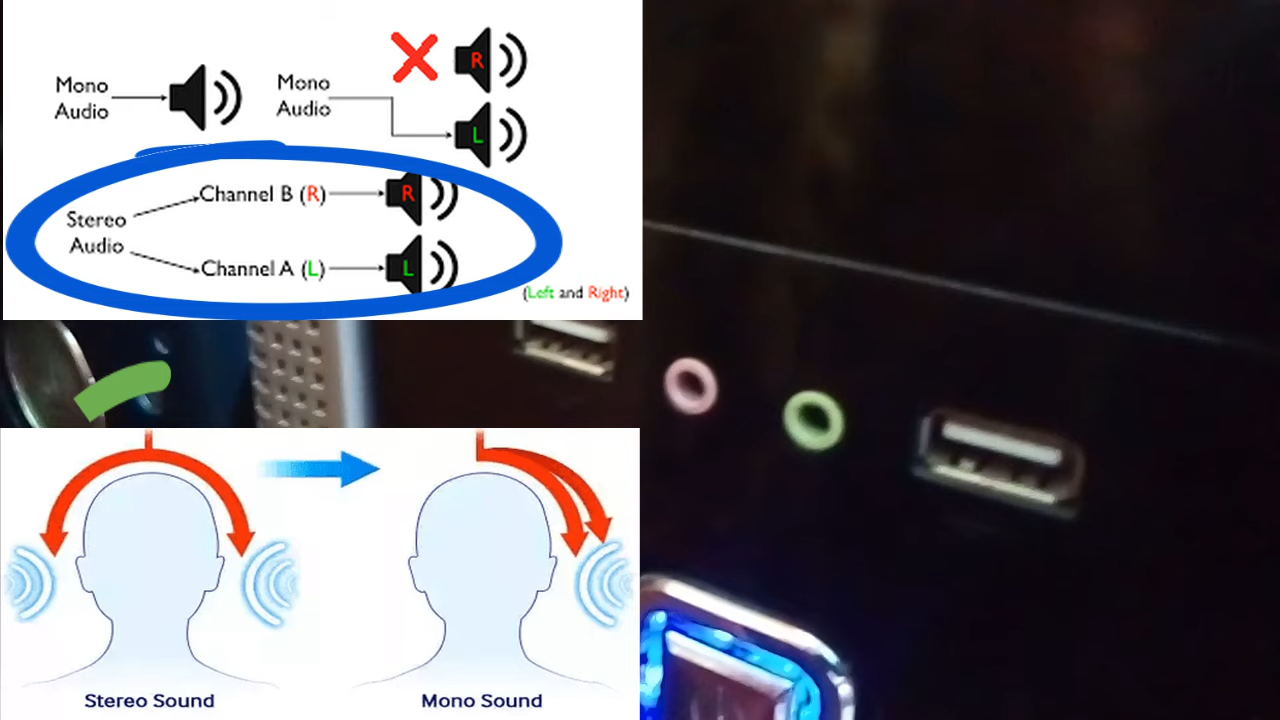 Mono
Audio
Mono
Audio
R
L
Stereo
Audio
Channel B (R)
R
Channel A (L)
L
(Left and Right)
Stereo Sound
Mono Sound